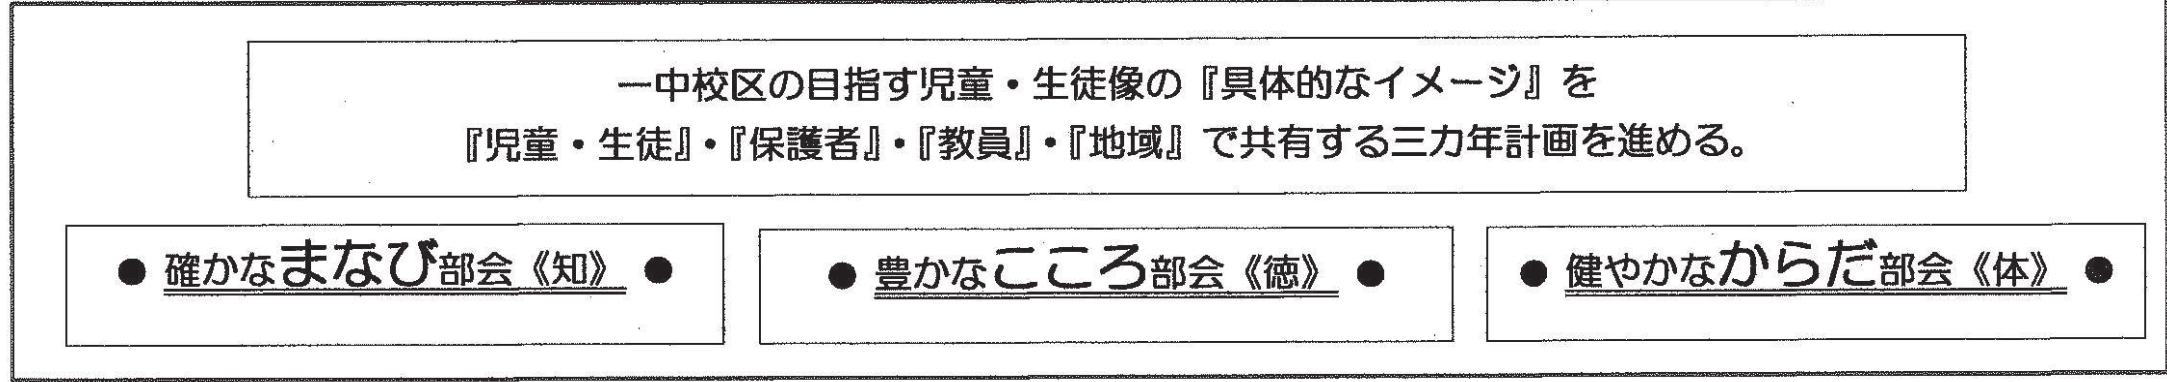 一中校区の目指す児童・生徒像の『具体的なイメージ』を
『児童・生徒』・『保護者』・『教員』・『地域』で共有する三カ年計画を進める。
● 確かなまなび部会《知》 ●
● 豊かなこころ部会《徳》 ●
● 健やかなからだ部会《体》 ●